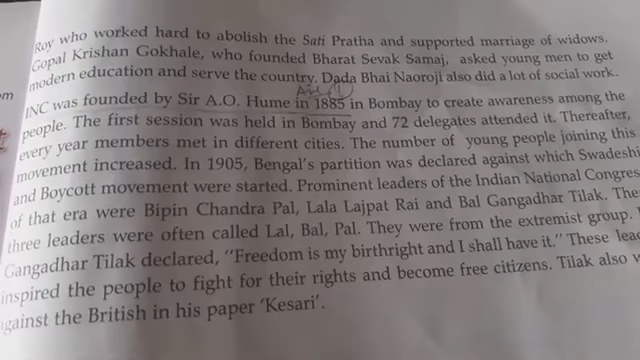 Roy who worked hard to abolish the Sati Pratha and supported marriage of widows.
Gopal Krishan Gokhale, who founded Bharat Sevak Samaj, asked young men to get
modern education and serve the country. Dada Bhai Naoroji also did a lot of social work.
INC was founded by Sir A.O. Hume in 1885 in Bombay to create awareness among the
people. The first session was held in Bombay and 72 delegates attended it. Thereafter,
every year members met in different cities. The number of young people joining this
movement increased. In 1905, Bengal's partition was declared against which Swadeshi
and Boycott movement were started. Prominent leaders of the Indian National Congres
of that era were Bipin Chandra Pal, Lala Lajpat Rai and Bal Gangadhar Tilak. The
three leaders were often called Lal, Bal, Pal. They were from the extremist group.
Gangadhar Tilak declared, "Freedom is my birthright and I shall have it." These lea
inspired the people to fight for their rights and become free citizens. Tilak also w
against the British in his paper 'Kesari'.